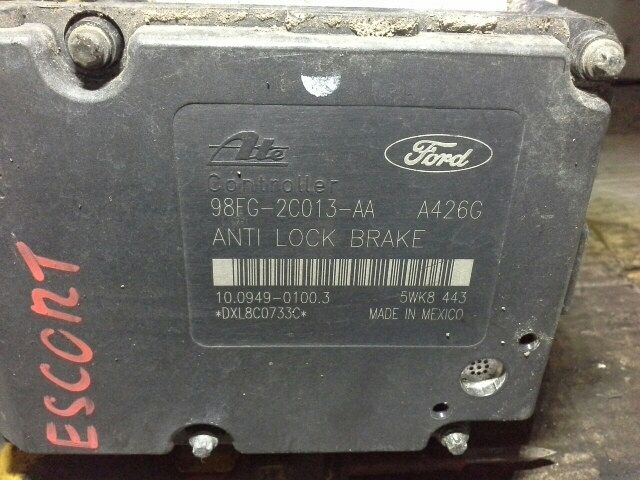 Ate Ford
Controller
98FG-2C013-AA A426G
ANTI LOCK BRAKE
10.0949-0100.3 5WK8 443
*DXL8C0733C* MADE IN MEXICO
ESCORT